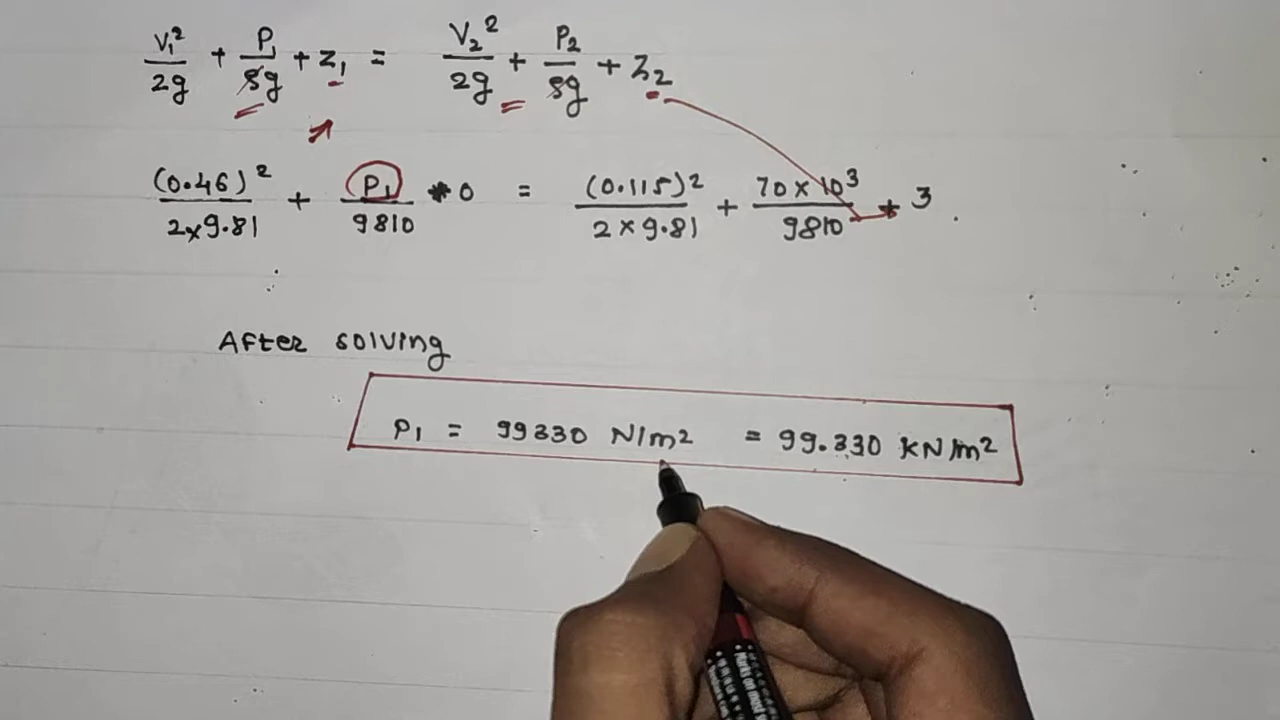 V₁²/2g + P₁/ρg + Z₁ = V₂²/2g + P₂/ρg + Z₂
(0.46)²/2×9.81 + P₁/9810 + 0 = (0.115)²/2×9.81 + 70×10³/9810 + 3.
After solving
P₁ = 99330 N/m² = 99.330 KN/m²